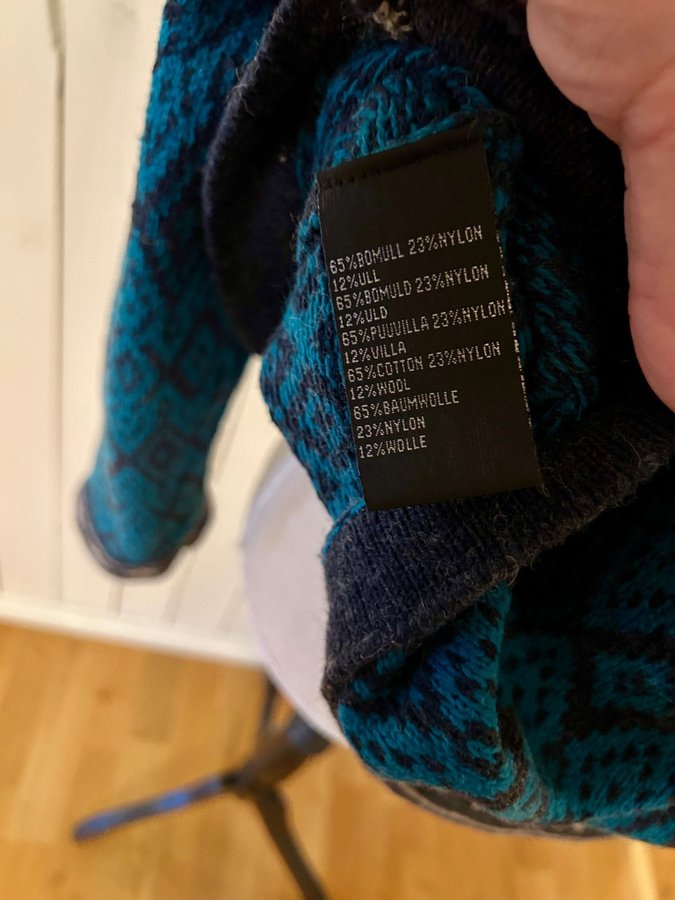 65%BOMULL 23%NYLON
12%ULL
65%BOMULD 23%NYLON
12%ULD
65%PUUVILLA 23%NYLON
12%VILLA
65%COTTON 23%NYLON
12%WOOL
65%BAUMWOLLE
23%NYLON
12%WOLLE